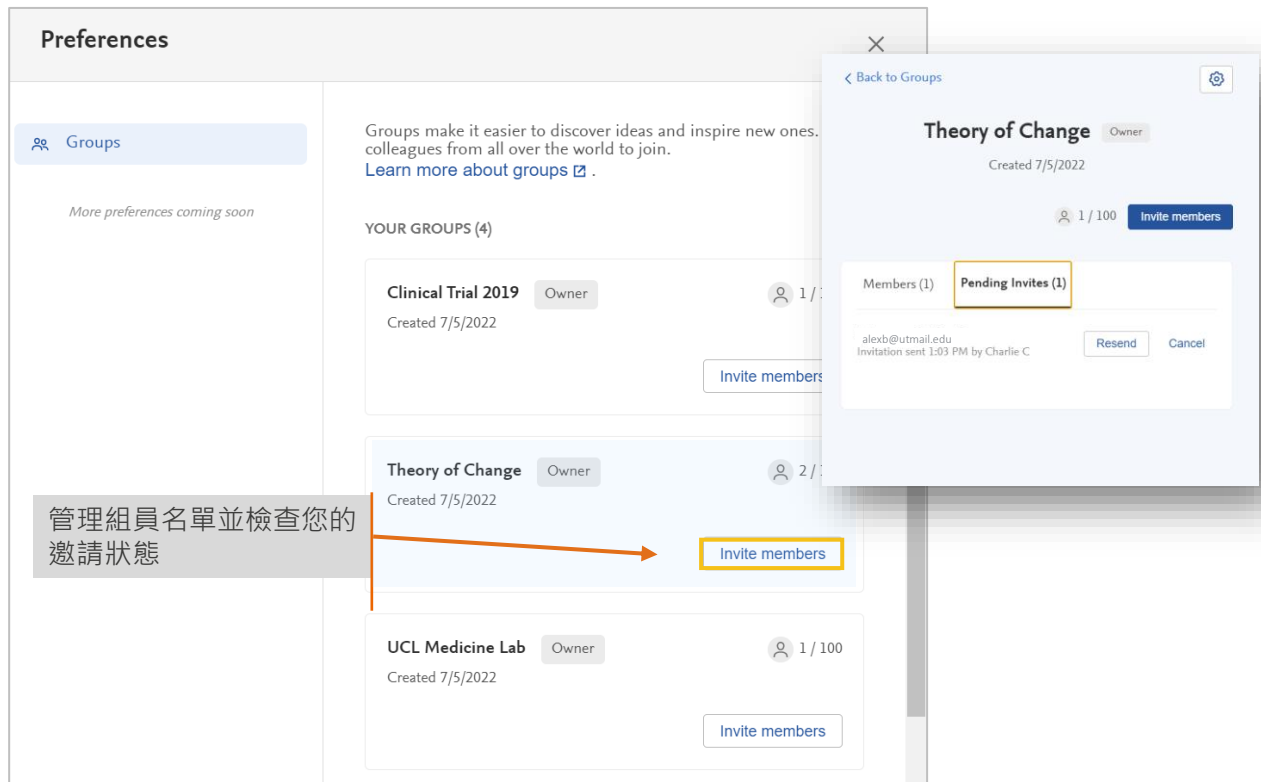 Preferences
Groups
More preferences coming soon
Groups make it easier to discover ideas and inspire new ones.
colleagues from all over the world to join.
Learn more about groups .
YOUR GROUPS (4)
Clinical Trial 2019 Owner 1 /
Created 7/5/2022
Invite members
Theory of Change Owner 2 /
Created 7/5/2022
Invite members
UCL Medicine Lab Owner 1 / 100
Created 7/5/2022
Invite members
管理組員名單並檢查您的
邀請狀態
Back to Groups
Theory of Change Owner
Created 7/5/2022
1 / 100 Invite members
Members (1) Pending Invites (1)
alexb@utmail.edu
Invitation sent 1:03 PM by Charlie C
Resend Cancel